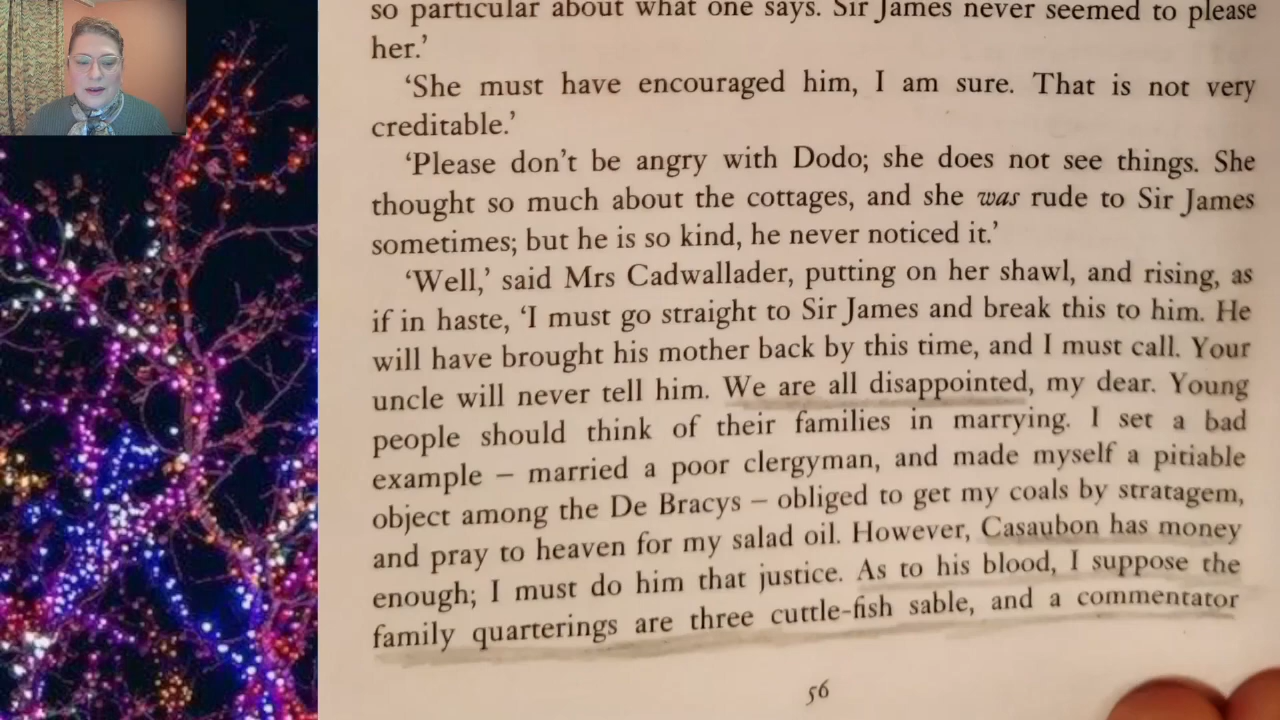 so particular about what one says. Sir James never seemed to please
her.’
‘She must have encouraged him, I am sure. That is not very
creditable.’
‘Please don’t be angry with Dodo; she does not see things. She
thought so much about the cottages, and she was rude to Sir James
sometimes; but he is so kind, he never noticed it.’
‘Well,’ said Mrs Cadwallader, putting on her shawl, and rising, as
if in haste, ‘I must go straight to Sir James and break this to him. He
will have brought his mother back by this time, and I must call. Your
uncle will never tell him. We are all disappointed, my dear. Young
people should think of their families in marrying. I set a bad
example – married a poor clergyman, and made myself a pitiable
object among the De Bracys – obliged to get my coals by stratagem,
and pray to heaven for my salad oil. However, Casaubon has money
enough; I must do him that justice. As to his blood, I suppose the
family quarterings are three cuttle-fish sable, and a commentator
56